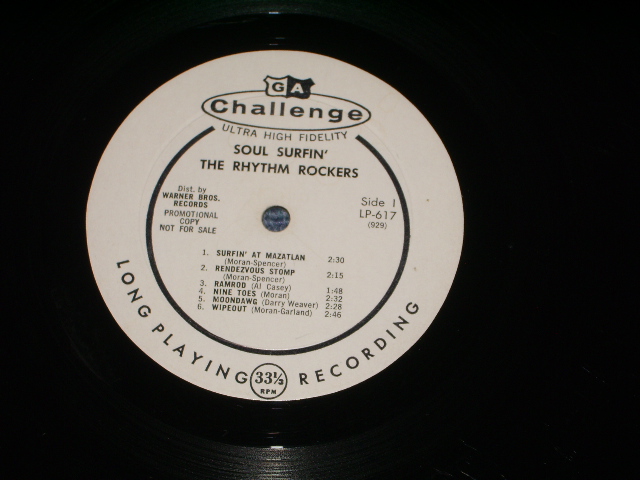 GA
Challenge
ULTRA HIGH FIDELITY
SOUL SURFIN'
THE RHYTHM ROCKERS
Dist. by
WARNER BROS.
RECORDS
PROMOTIONAL
COPY
NOT FOR SALE
Side I
LP-617
(929)
1. SURFIN' AT MAZATLAN 2:30
(Moran-Spencer)
2. RENDEZVOUS STOMP 2:15
(Moran-Spencer)
3. RAMROD (Al Casey) 1:48
4. NINE TOES (Moran) 2:32
5. MOONDAWG (Darry Weaver) 2:28
6. WIPEOUT (Moran-Garland) 2:46
LONG PLAYING 33⅓ RPM RECORDING